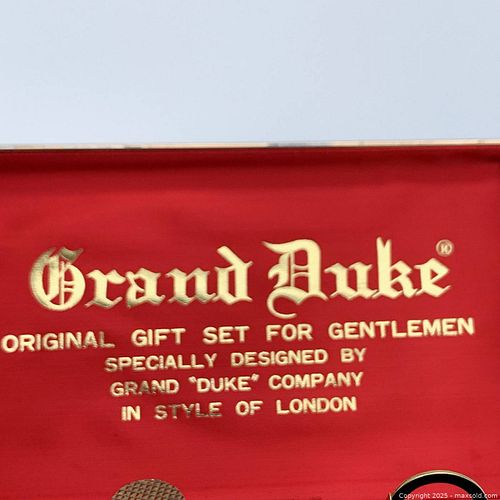 Grand Duke®
ORIGINAL GIFT SET FOR GENTLEMEN
SPECIALLY DESIGNED BY
GRAND "DUKE" COMPANY
IN STYLE OF LONDON
Copyright 2025 - maxsold.com